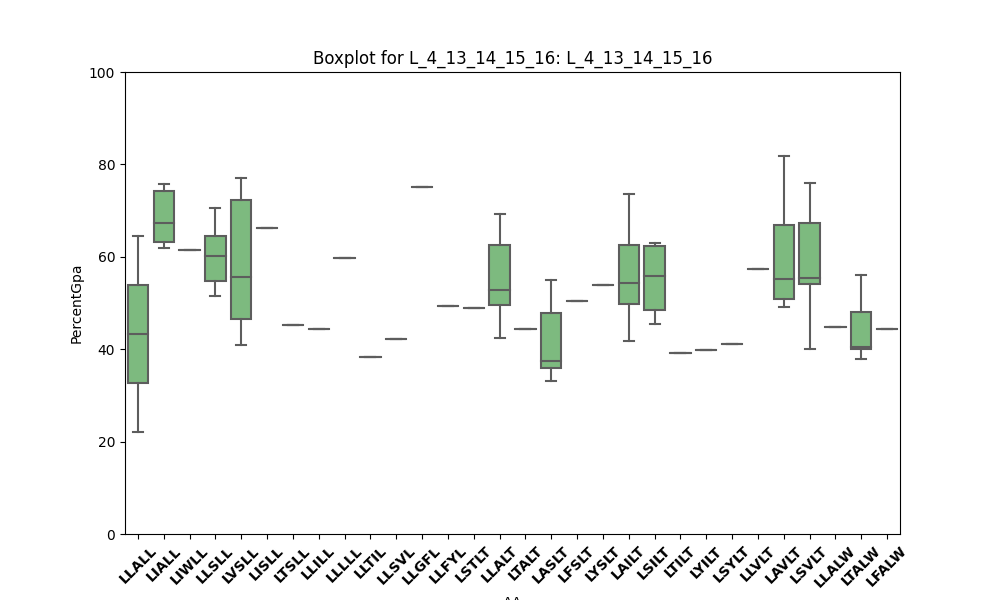 Boxplot for L_4_13_14_15_16: L_4_13_14_15_16
100
80
60
40
20
0
PercentGpa
LLALL LIALL LIWLL LLSLL LVSLL LISLL LTSLL LLILL LLLLL LLTIL LLSVL LLGFL LLFYL LSTLT LLALT LTALT LASLT LFSLT LYSLT LAILT LSILT LTILT LYILT LSYLT LLVLT LAVLT LSVLT LLALW LTALW LFALW